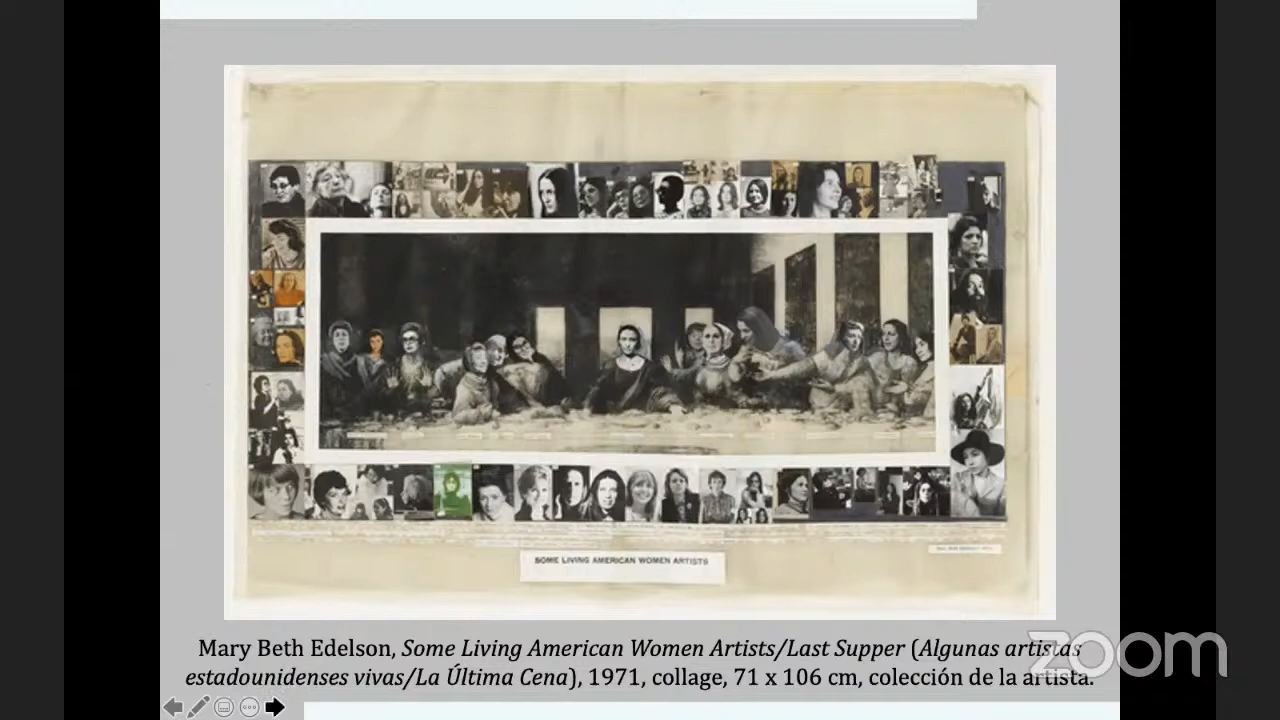 SOME LIVING AMERICAN WOMEN ARTISTS
Mary Beth Edelson, Some Living American Women Artists/Last Supper (Algunas artistas
estadounidenses vivas/La Última Cena), 1971, collage, 71 x 106 cm, colección de la artista.
zoom